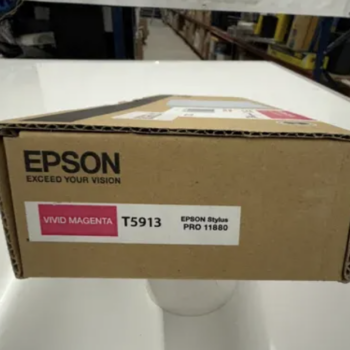 EPSON
EXCEED YOUR VISION
VIVID MAGENTA T5913 EPSON Stylus
PRO 11880